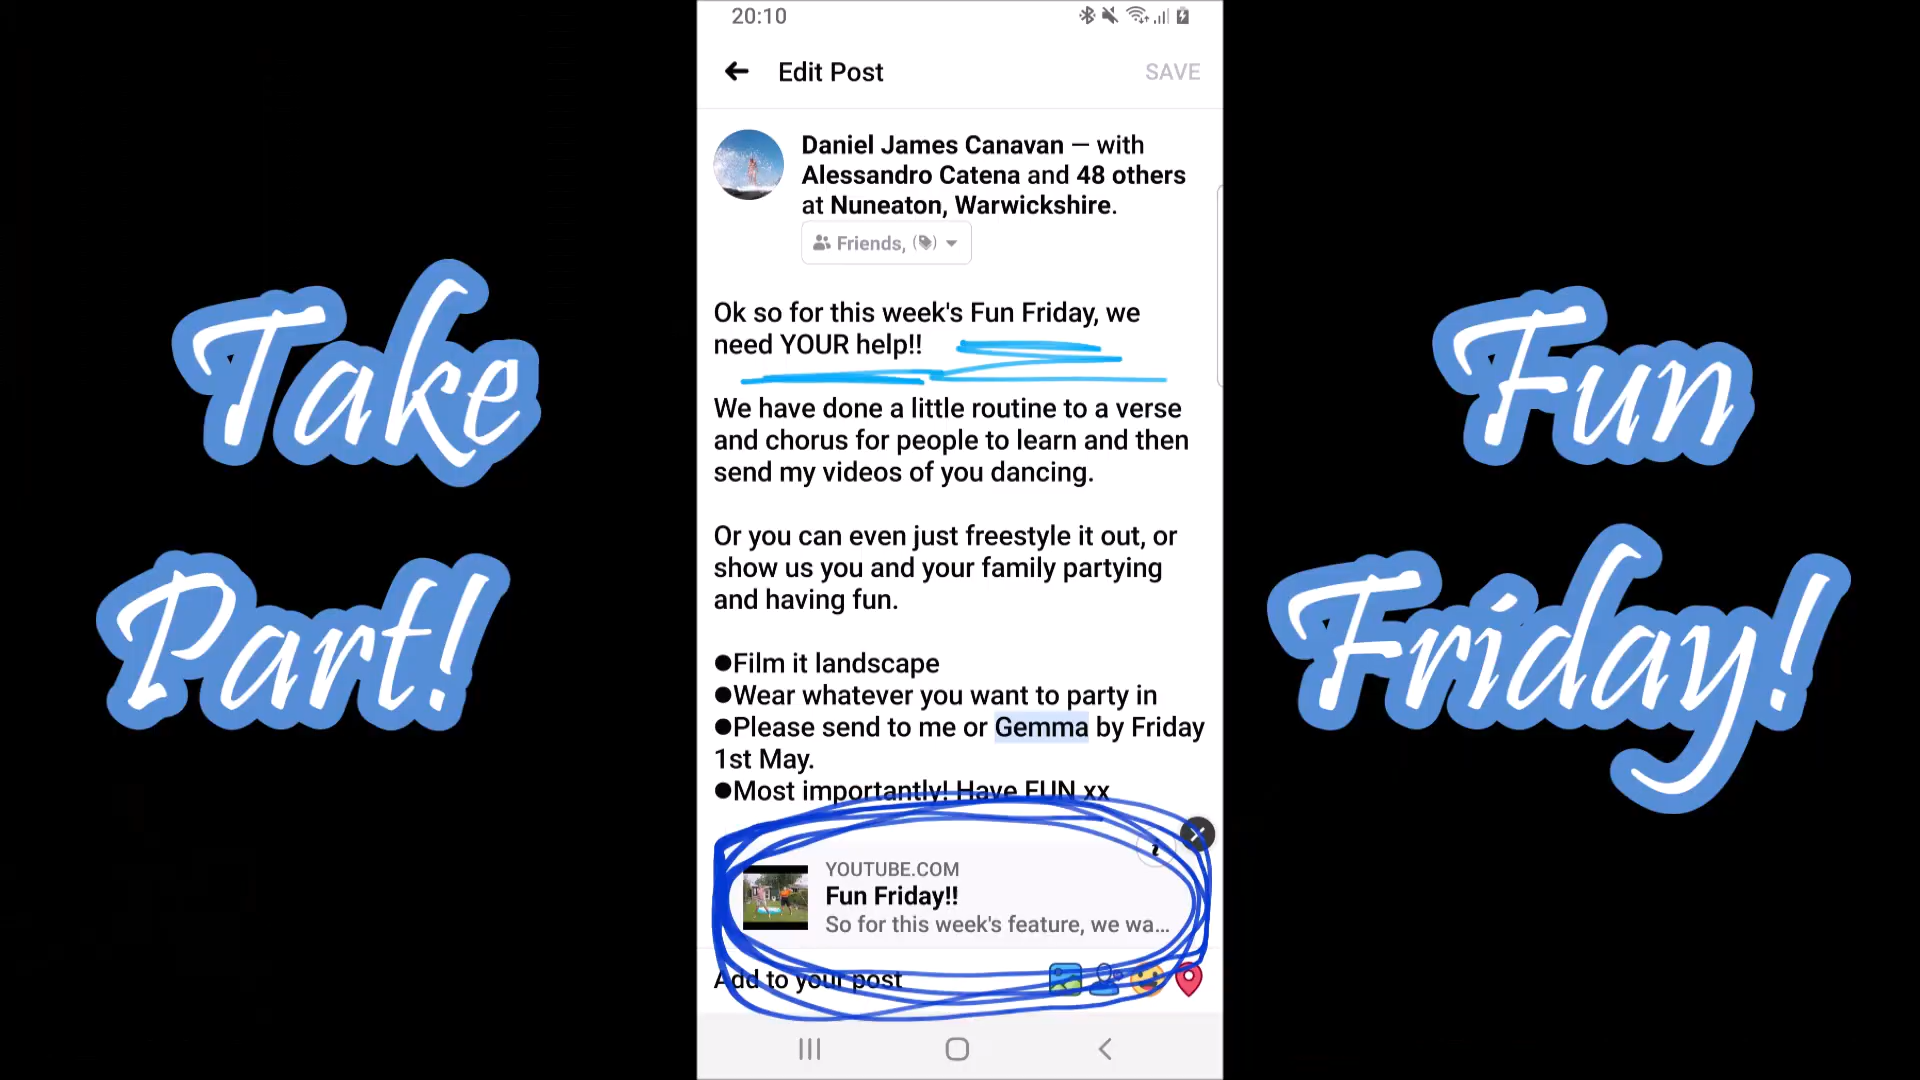 20:10
Edit Post
SAVE
Daniel James Canavan — with
Alessandro Catena and 48 others
at Nuneaton, Warwickshire.
Friends,
Ok so for this week's Fun Friday, we
need YOUR help!!
We have done a little routine to a verse
and chorus for people to learn and then
send my videos of you dancing.
Or you can even just freestyle it out, or
show us you and your family partying
and having fun.
●Film it landscape
●Wear whatever you want to party in
●Please send to me or Gemma by Friday
1st May.
●Most importantly! Have FUN xx
YOUTUBE.COM
Fun Friday!!
So for this week's feature, we wa...
Add to your post
Take
Part!
Fun
Friday!